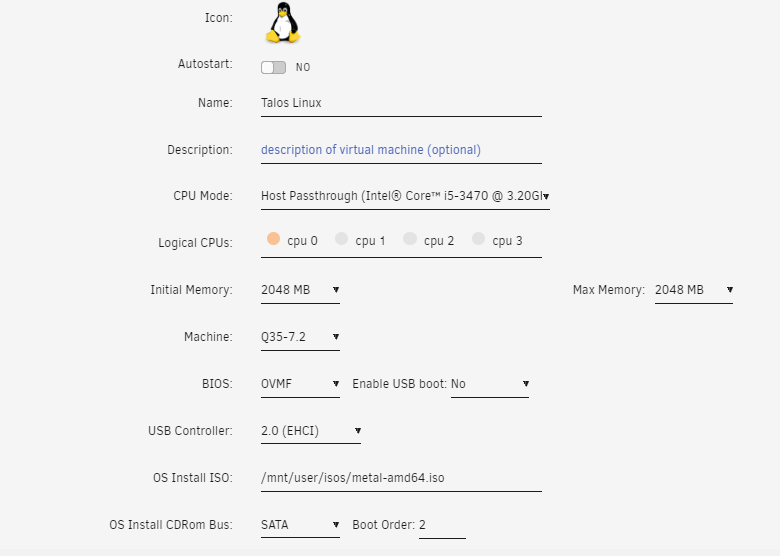 Icon:
Autostart: NO
Name: Talos Linux
Description: description of virtual machine (optional)
CPU Mode: Host Passthrough (Intel® Core™ i5-3470 @ 3.20G
Logical CPUs: cpu 0 cpu 1 cpu 2 cpu 3
Initial Memory: 2048 MB Max Memory: 2048 MB
Machine: Q35-7.2
BIOS: OVMF Enable USB boot: No
USB Controller: 2.0 (EHCI)
OS Install ISO: /mnt/user/isos/metal-amd64.iso
OS Install CDRom Bus: SATA Boot Order: 2